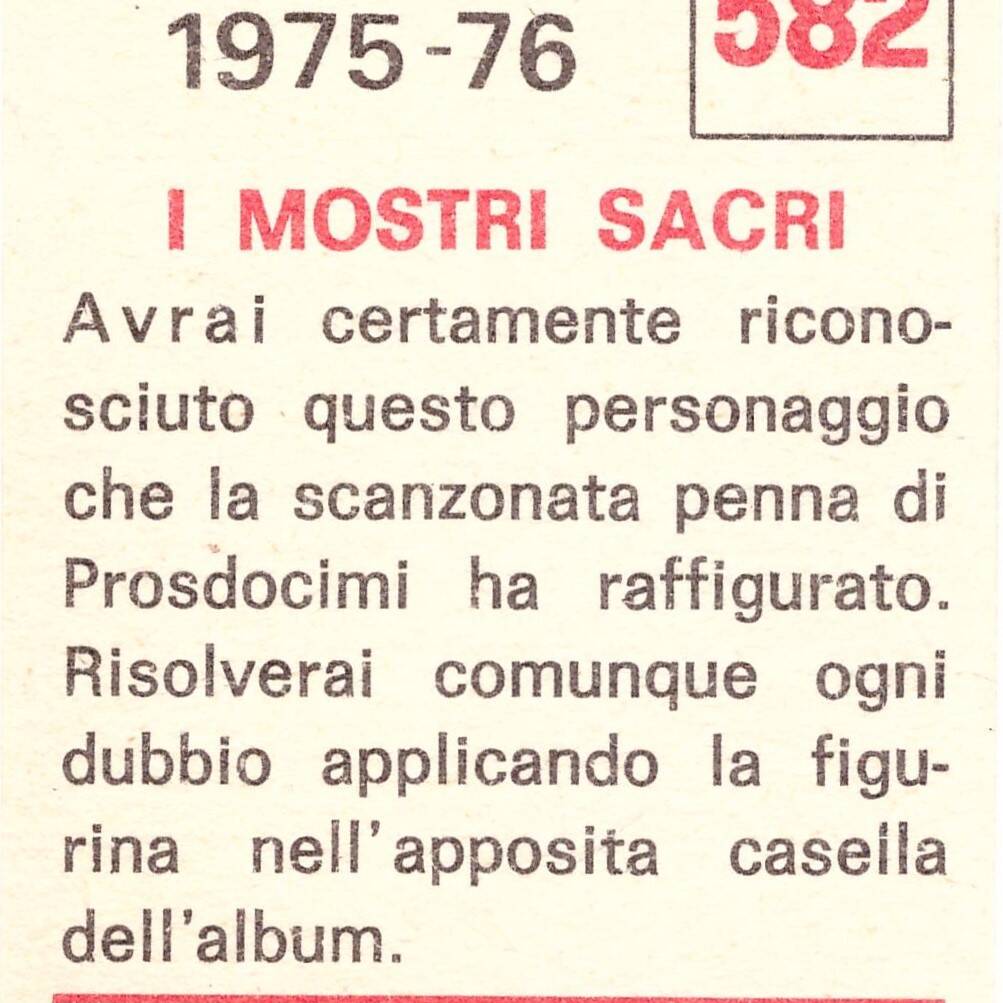 1975-76
582
I MOSTRI SACRI
Avrai certamente ricono-
sciuto questo personaggio
che la scanzonata penna di
Prosdocimi ha raffigurato.
Risolverai comunque ogni
dubbio applicando la figu-
rina nell'apposita casella
dell'album.